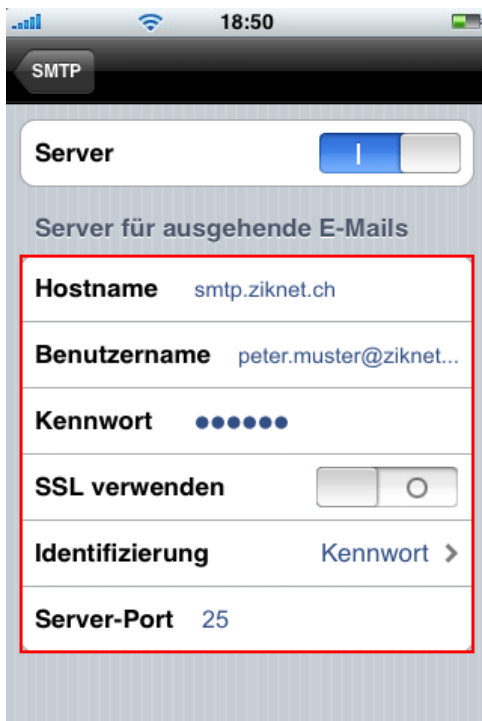 18:50
SMTP
Server
Server für ausgehende E-Mails
Hostname smtp.ziknet.ch
Benutzername peter.muster@ziknet...
Kennwort ●●●●●●
SSL verwenden
Identifizierung Kennwort >
Server-Port 25